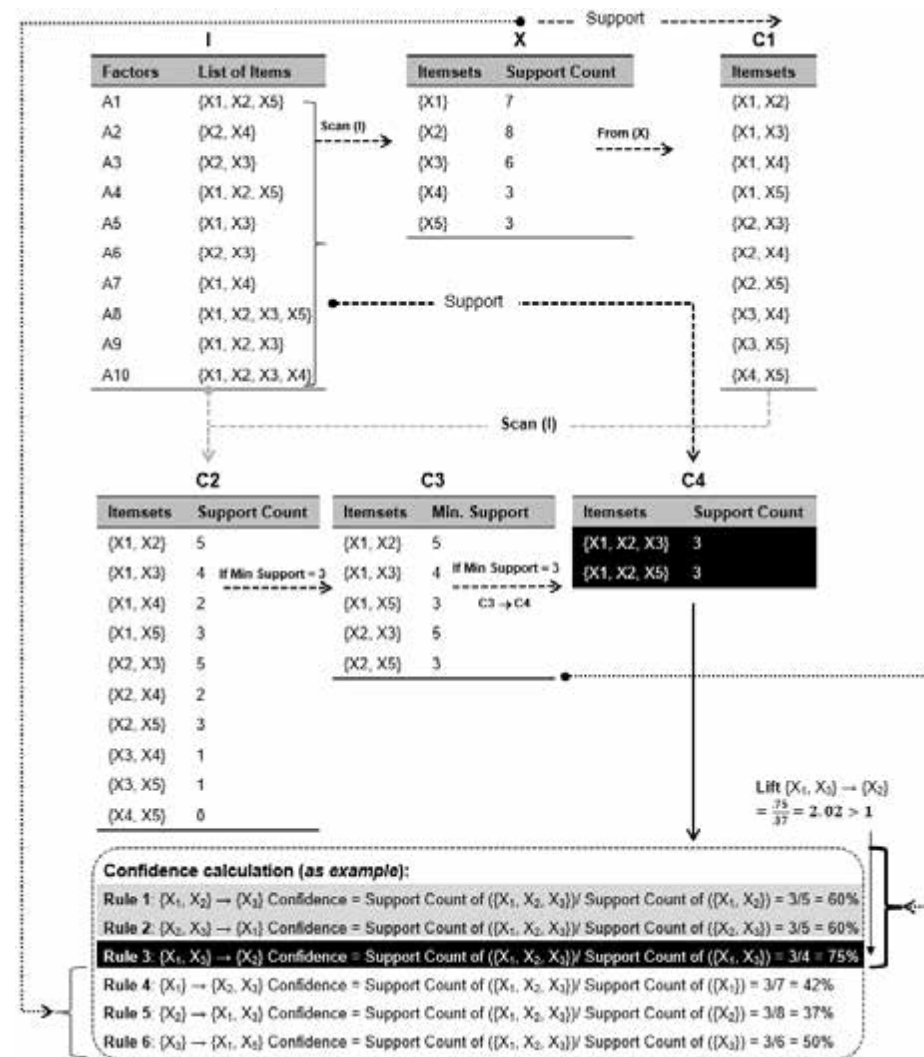 Support
I
Factors List of Items
A1 {X1, X2, X5}
A2 {X2, X4}
A3 {X2, X3}
A4 {X1, X2, X5}
A5 {X1, X3}
A6 {X2, X3}
A7 {X1, X4}
A8 {X1, X2, X3, X5}
A9 {X1, X2, X3}
A10 {X1, X2, X3, X4}
Scan (I)
X
Itemsets Support Count
{X1} 7
{X2} 8
{X3} 6
{X4} 3
{X5} 3
From (X)
C1
Itemsets
{X1, X2}
{X1, X3}
{X1, X4}
{X1, X5}
{X2, X3}
{X2, X4}
{X2, X5}
{X3, X4}
{X3, X5}
{X4, X5}
Support
Scan (I)
C2
Itemsets Support Count
{X1, X2} 5
{X1, X3} 4
{X1, X4} 2
{X1, X5} 3
{X2, X3} 5
{X2, X4} 2
{X2, X5} 3
{X3, X4} 1
{X3, X5} 1
{X4, X5} 0
If Min Support = 3
C3
Itemsets Min. Support
{X1, X2} 5
{X1, X3} 4
{X1, X5} 3
{X2, X3} 5
{X2, X5} 3
If Min Support = 3
C3 → C4
C4
Itemsets Support Count
{X1, X2, X3} 3
{X1, X2, X5} 3
Lift {X₁, X₃} → {X₂}
= .75/.37 = 2.02 > 1
Confidence calculation (as example):
Rule 1: {X₁, X₂} → {X₃} Confidence = Support Count of ({X₁, X₂, X₃})/ Support Count of ({X₁, X₂}) = 3/5 = 60%
Rule 2: {X₂, X₃} → {X₁} Confidence = Support Count of ({X₁, X₂, X₃})/ Support Count of ({X₂, X₃}) = 3/5 = 60%
Rule 3: {X₁, X₃} → {X₂} Confidence = Support Count of ({X₁, X₂, X₃})/ Support Count of ({X₁, X₃}) = 3/4 = 75%
Rule 4: {X₁} → {X₂, X₃} Confidence = Support Count of ({X₁, X₂, X₃})/ Support Count of ({X₁}) = 3/7 = 42%
Rule 5: {X₂} → {X₁, X₃} Confidence = Support Count of ({X₁, X₂, X₃})/ Support Count of ({X₂}) = 3/8 = 37%
Rule 6: {X₃} → Confidence = Support Count of ({X₁, X₂, X₃})/ Support Count of ({X₃}) = 3/6 = 50%